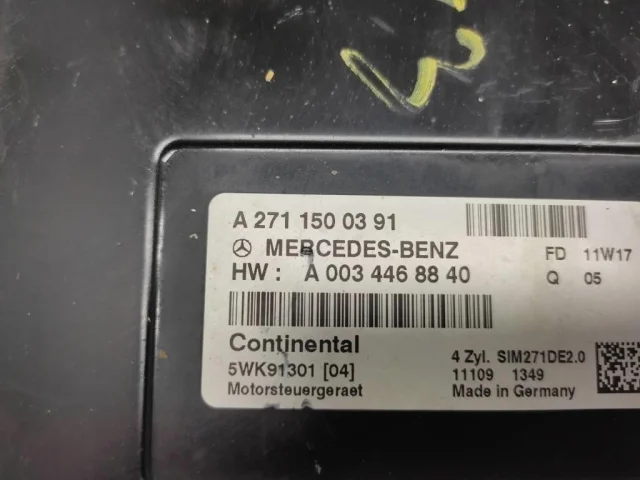 3
A 271 150 03 91
MERCEDES-BENZ FD 11W17
HW : A 003 446 88 40 Q 05
Continental
5WK91301 [04] 4 Zyl. SIM271DE2.0
Motorsteuergeraet 11109 1349
Made in Germany